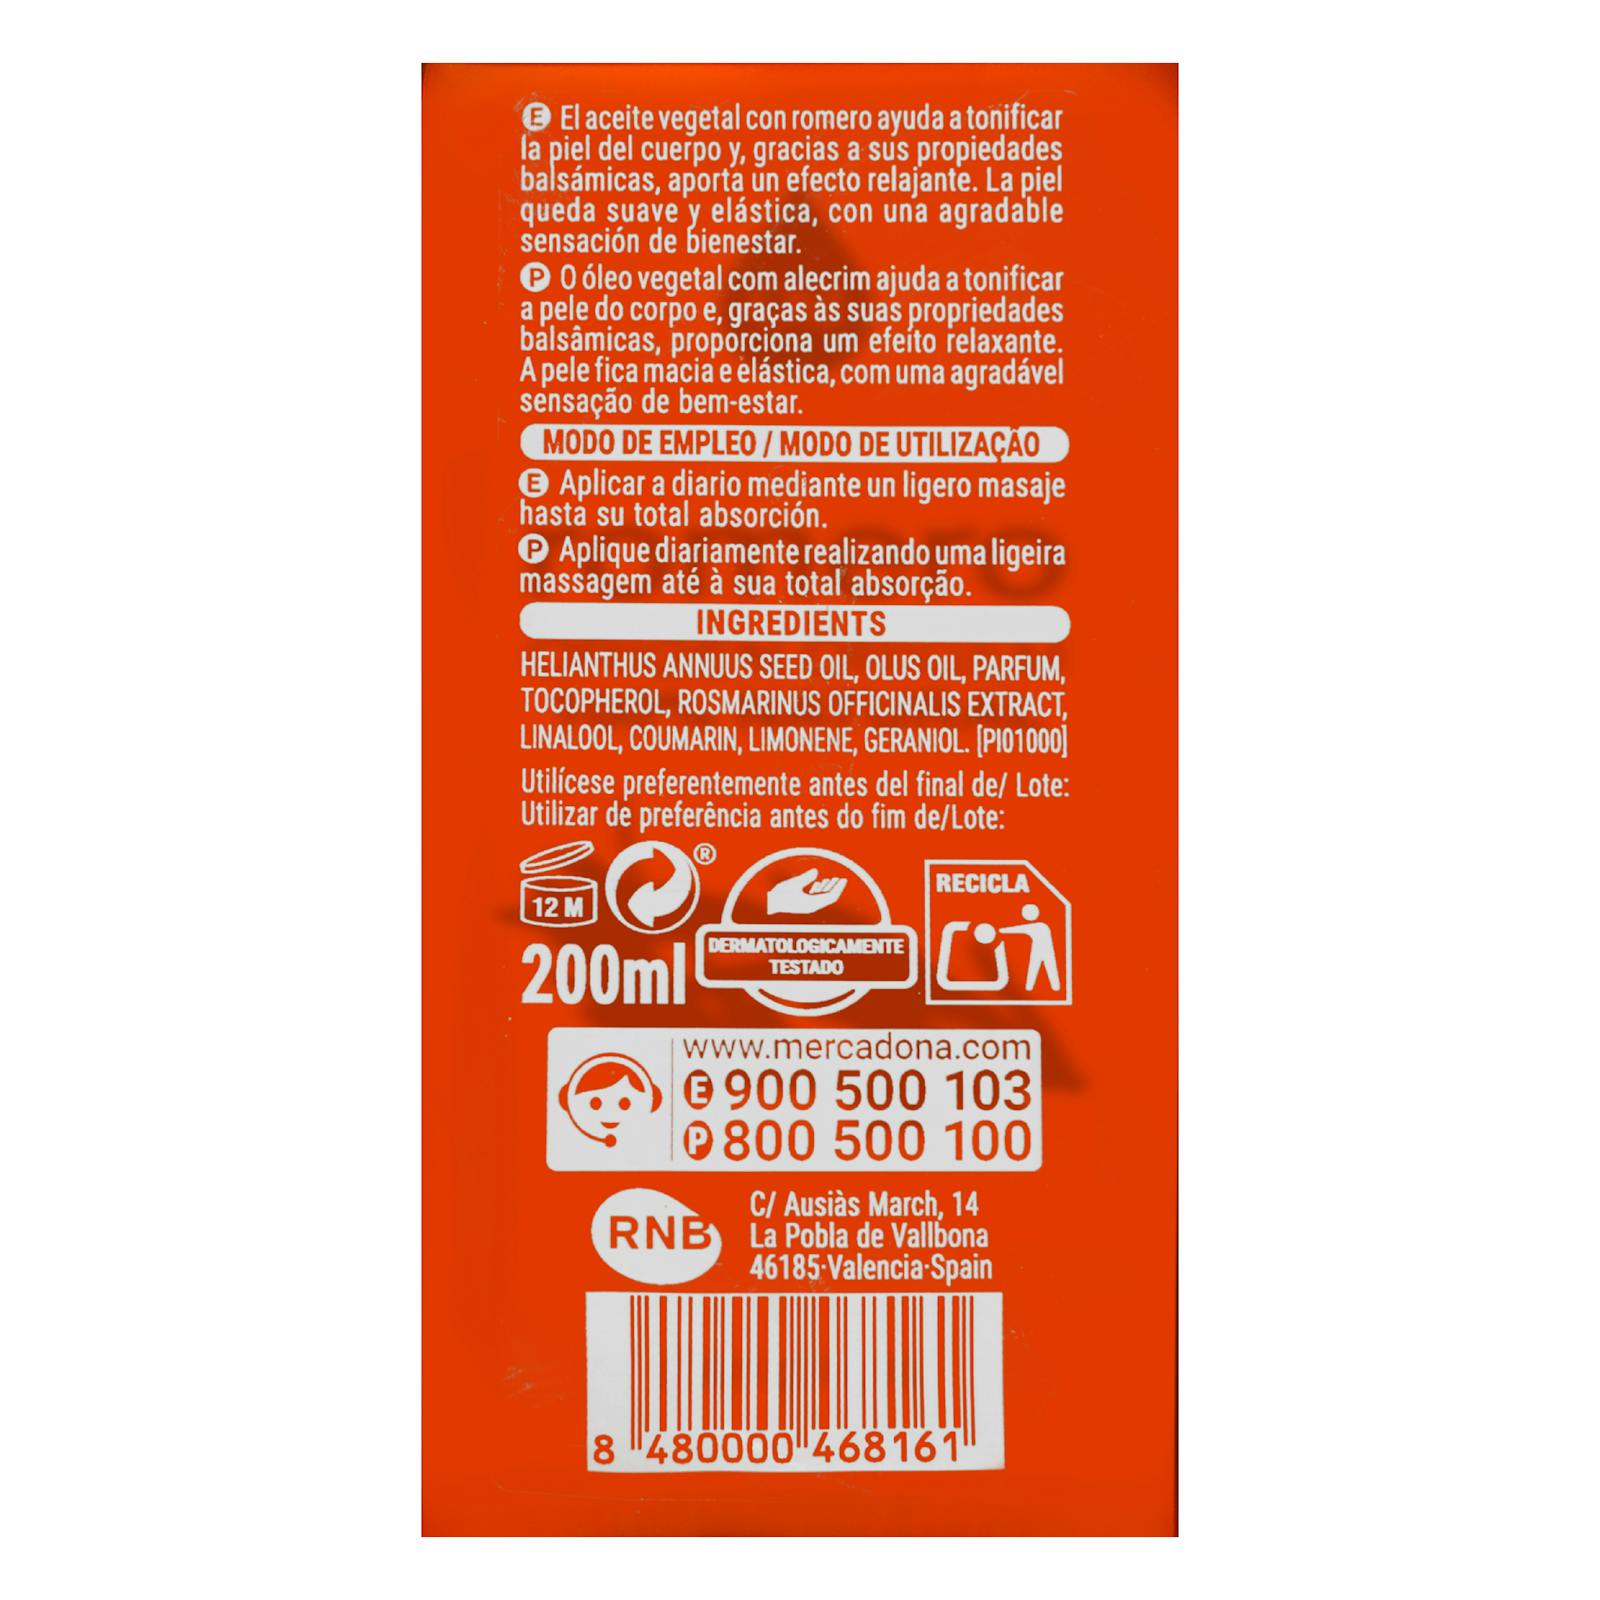 E El aceite vegetal con romero ayuda a tonificar
la piel del cuerpo y, gracias a sus propiedades
balsámicas, aporta un efecto relajante. La piel
queda suave y elástica, con una agradable
sensación de bienestar.
P O óleo vegetal com alecrim ajuda a tonificar
a pele do corpo e, graças às suas propriedades
balsâmicas, proporciona um efeito relaxante.
A pele fica macia e elástica, com uma agradável
sensação de bem-estar.
MODO DE EMPLEO / MODO DE UTILIZAÇÃO
E Aplicar a diario mediante un ligero masaje
hasta su total absorción.
P Aplique diariamente realizando uma ligeira
massagem até à sua total absorção.
INGREDIENTS
HELIANTHUS ANNUUS SEED OIL, OLUS OIL, PARFUM,
TOCOPHEROL, ROSMARINUS OFFICINALIS EXTRACT,
LINALOOL, COUMARIN, LIMONENE, GERANIOL. [PI01000]
Utilícese preferentemente antes del final de/ Lote:
Utilizar de preferência antes do fim de/Lote:
12 M
®
200ml
DERMATOLOGICAMENTE
TESTADO
RECICLA
www.mercadona.com
E 900 500 103
P 800 500 100
RNB
C/ Ausiàs March, 14
La Pobla de Vallbona
46185·Valencia·Spain
8 480000 468161